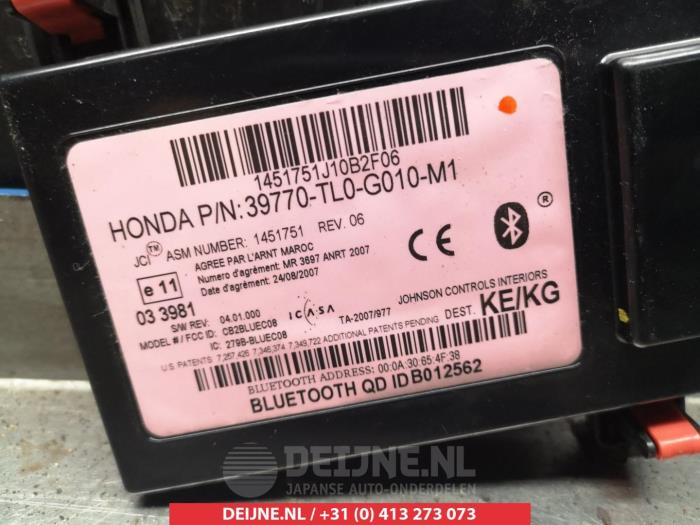 1451751J10B2F06
HONDA P/N: 39770-TL0-G010-M1
JCI™ ASM NUMBER: 1451751 REV. 06
AGREE PAR L'ARNT MAROC
Numero d'agrément: MR 3697 ANRT 2007
Date d'agrément: 24/08/2007
e 11
03 3981
CE
®
S/W REV: 04.01.000
ICASA
TA-2007/977
JOHNSON CONTROLS INTERIORS
MODEL # / FCC ID: CB2BLUEC08
IC: 279B-BLUEC08
DEST. KE/KG
U.S. PATENTS 7,257,426 7,346,374 7,349,722 ADDITIONAL PATENTS PENDING
BLUETOOTH ADDRESS: 00:0A:30:65:4F:38
BLUETOOTH QD ID B012562
DEIJNE.NL
JAPANSE AUTO-ONDERDELEN
DEIJNE.NL / +31 (0) 413 273 073